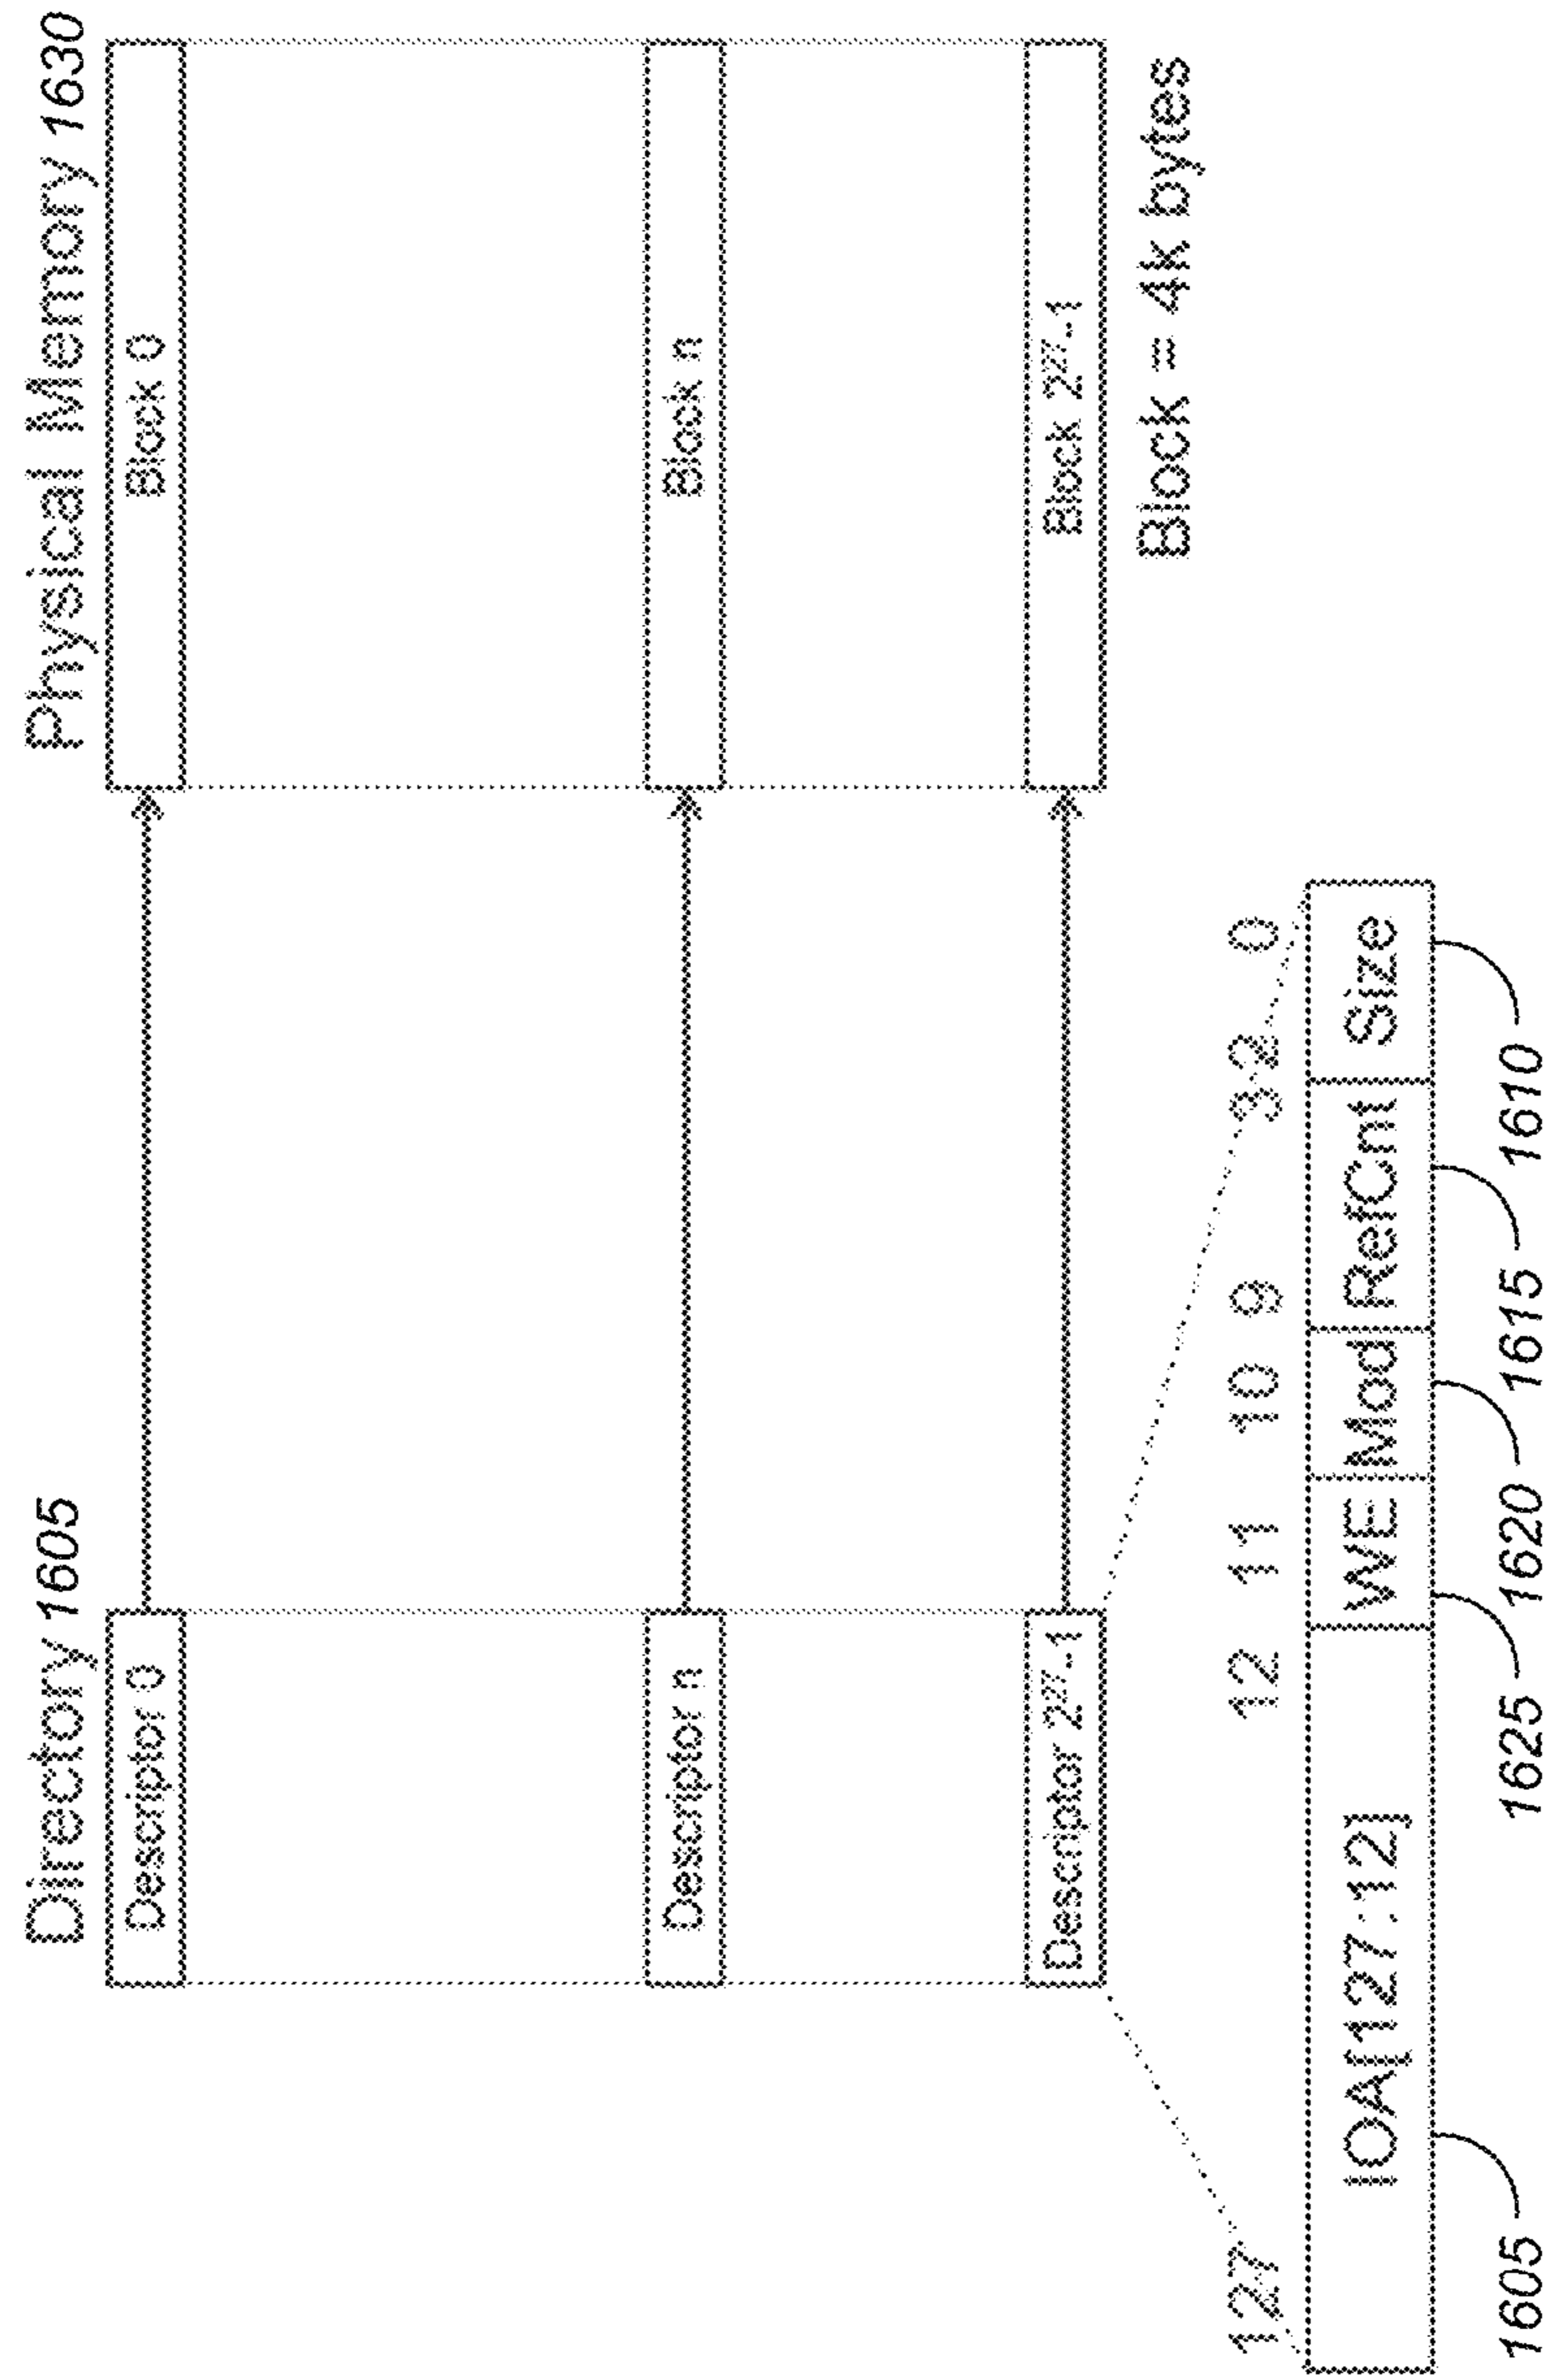 Directory 1605 Physical Memory 1630
Descriptor 0 Block 0
Descriptor n Block n
Descriptor 2²⁷-1 Block 2²⁷-1
Block = 4k bytes
127 12 11 10 9 3 2 0
IOA[127:12] WE Mod RefCnt Size
1605 1625 1620 1615 1610